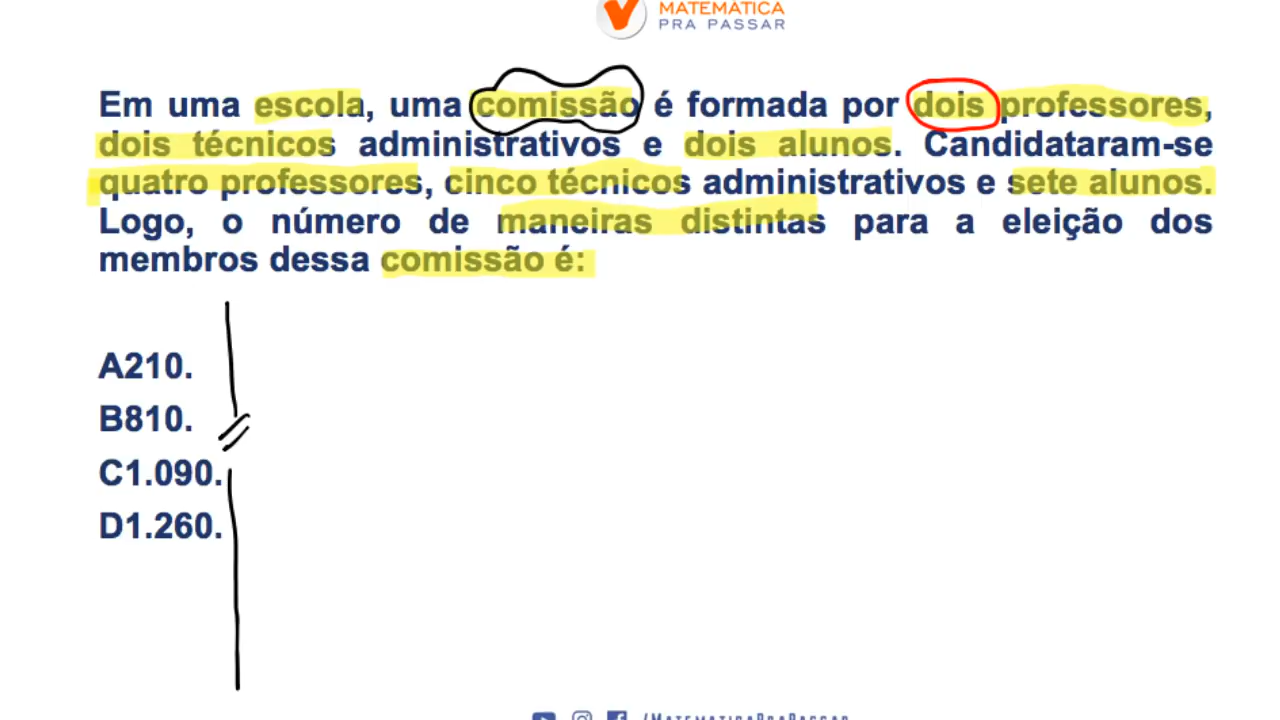 MATEMÁTICA
PRA PASSAR
Em uma escola, uma comissão é formada por dois professores,
dois técnicos administrativos e dois alunos. Candidataram-se
quatro professores, cinco técnicos administrativos e sete alunos.
Logo, o número de maneiras distintas para a eleição dos
membros dessa comissão é:
A210.
B810.
C1.090.
D1.260.
/MATEMATICAPRAPASSAR